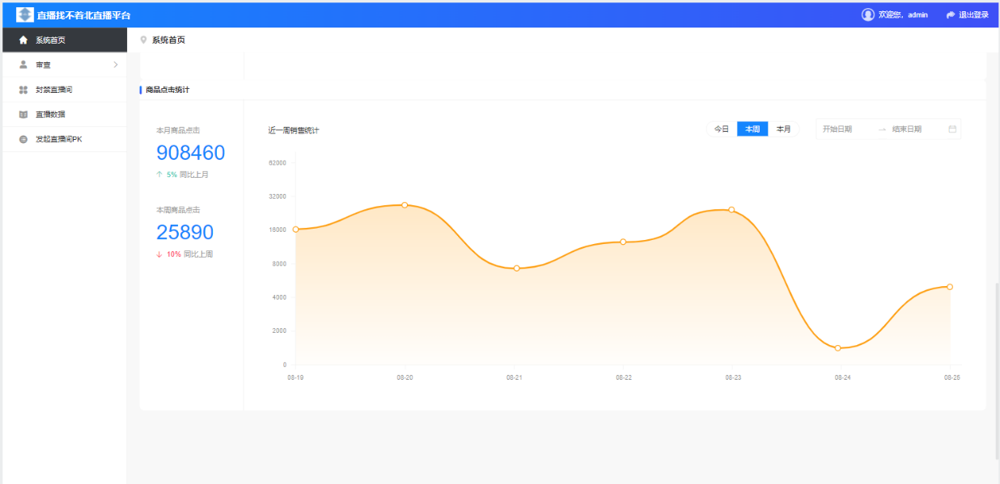 直播找不着北直播平台
欢迎您，admin
退出登录
系统首页
系统首页
审查
封禁直播间
直播数据
发起直播间PK
商品点击统计
本月商品点击
908460
5% 同比上月
本周商品点击
25890
10% 同比上周
近一周销售统计
今日
本周
本月
开始日期
结束日期
62000
32000
16000
8000
4000
2000
0
08-19
08-20
08-21
08-22
08-23
08-24
08-25